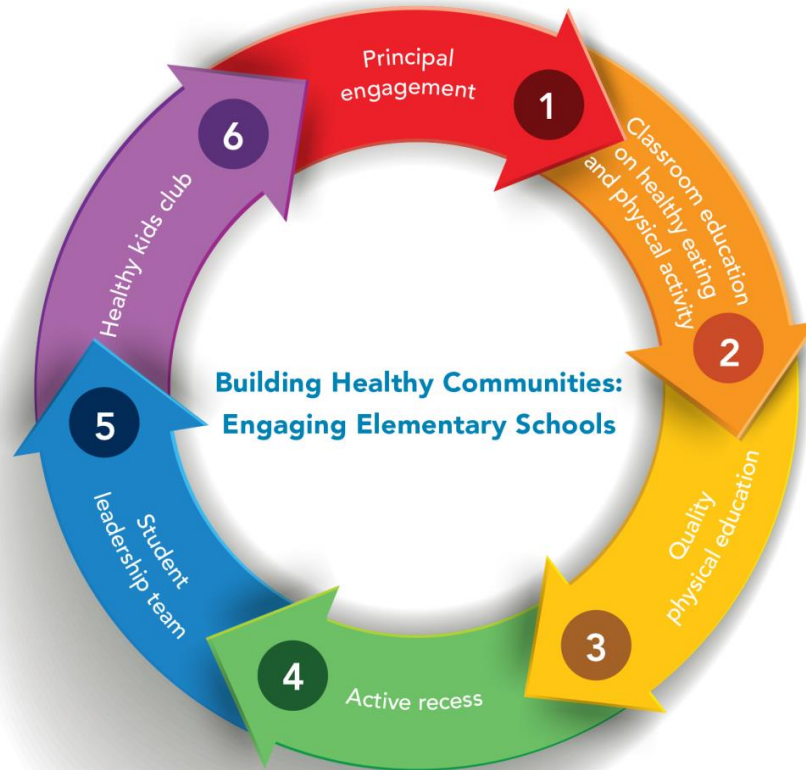 Principal
engagement
1
Classroom education
on healthy eating
and physical activity
2
Quality
physical education
3
Active recess
4
Student
leadership team
5
Healthy kids club
6
Building Healthy Communities:
Engaging Elementary Schools